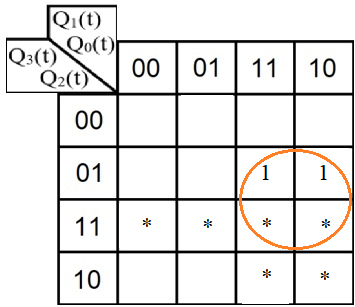 Q1(t)
Q0(t)
Q3(t)
Q2(t)
00 01 11 10
00
01 1 1
11 * * * *
10 * *